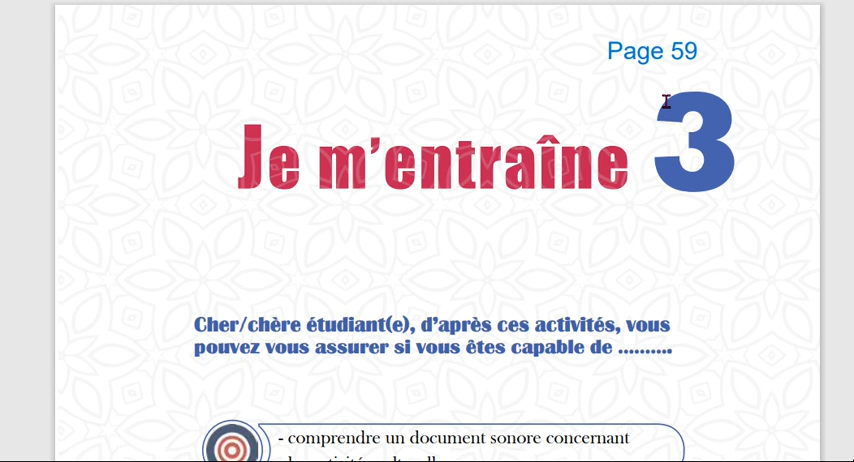 Page 59
Je m'entraîne 3
Cher/chère étudiant(e), d'après ces activités, vous
pouvez vous assurer si vous êtes capable de ..........
- comprendre un document sonore concernant